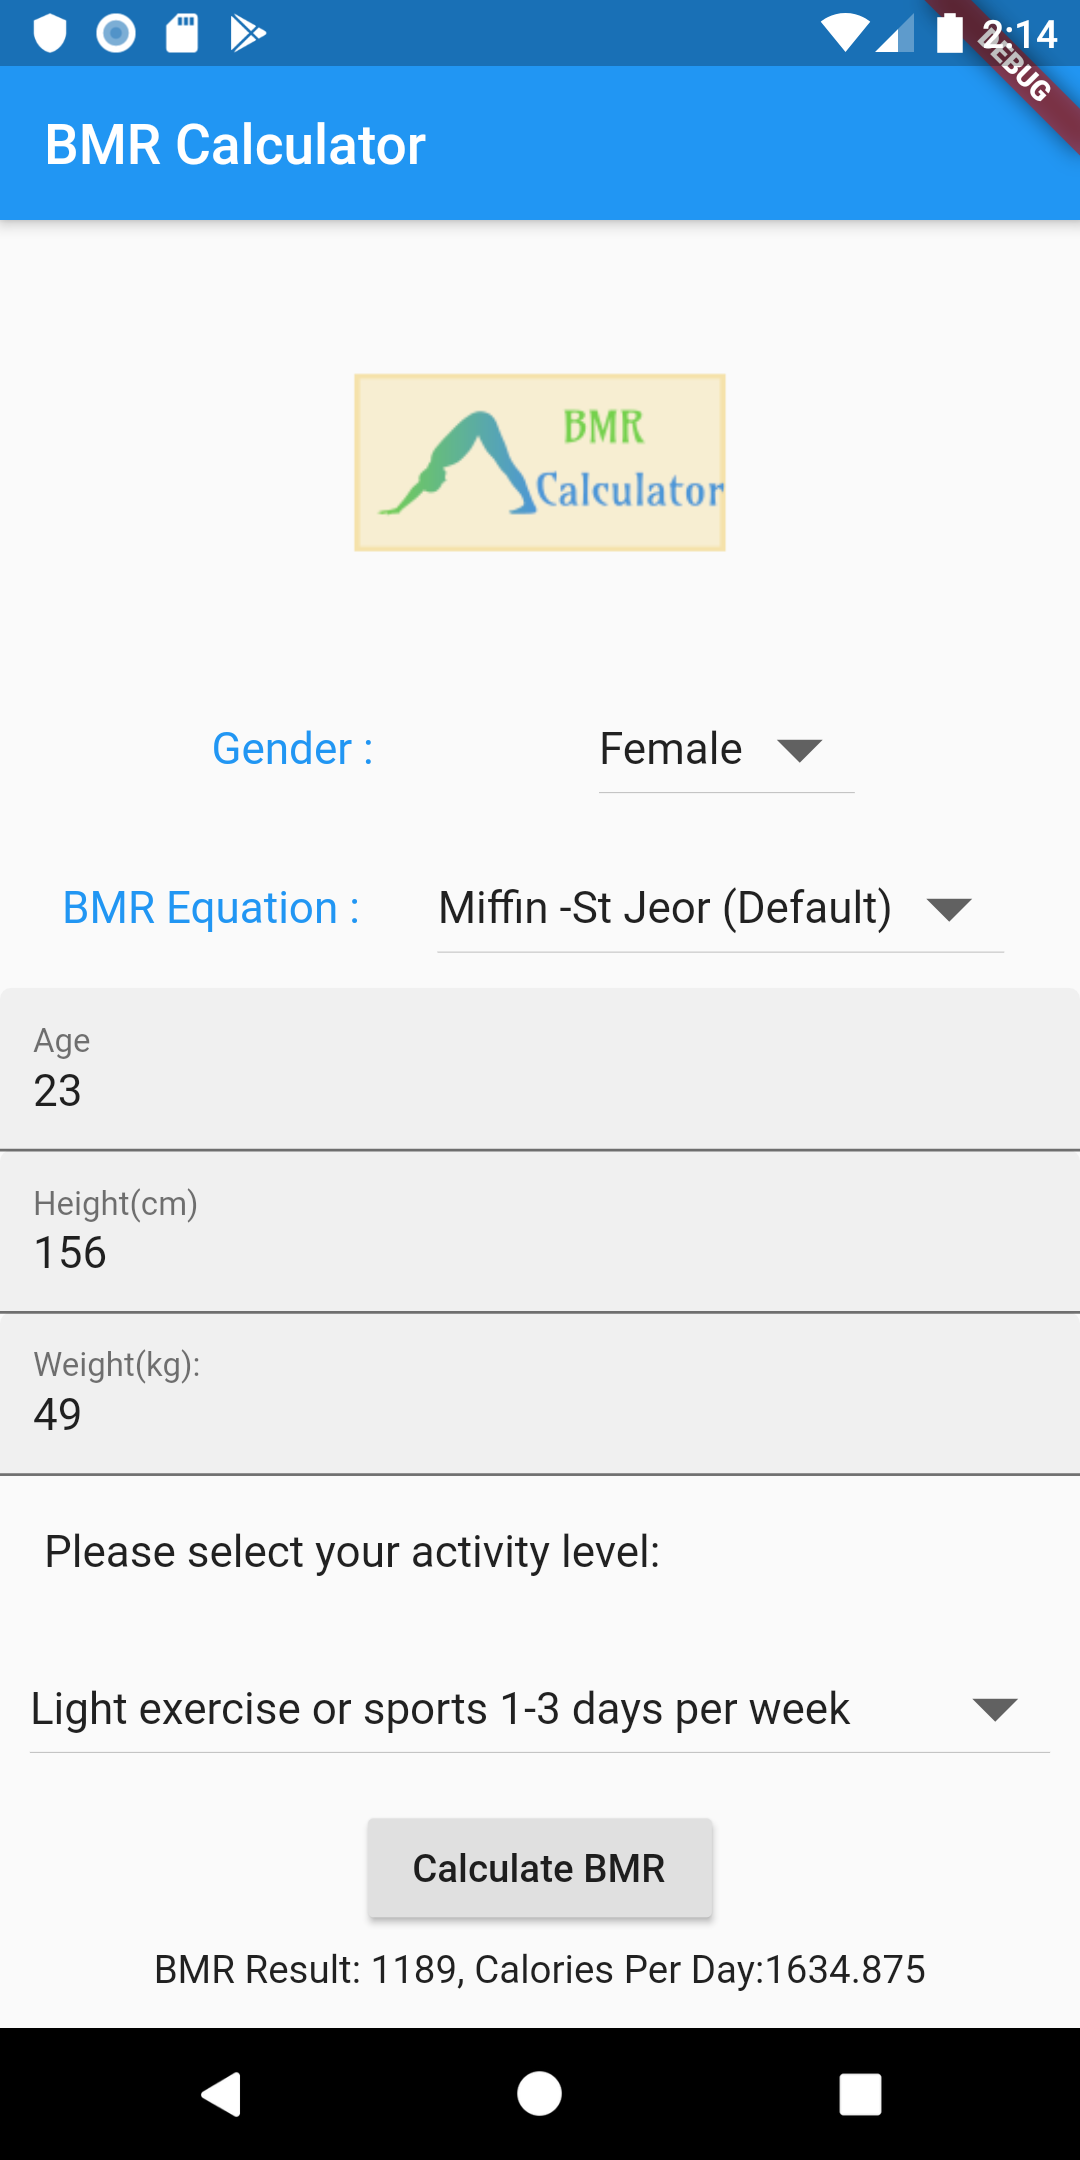 2:14
DEBUG
BMR Calculator
BMR
Calculator
Gender :
Female
BMR Equation :
Miffin -St Jeor (Default)
Age
23
Height(cm)
156
Weight(kg):
49
Please select your activity level:
Light exercise or sports 1-3 days per week
Calculate BMR
BMR Result: 1189, Calories Per Day:1634.875